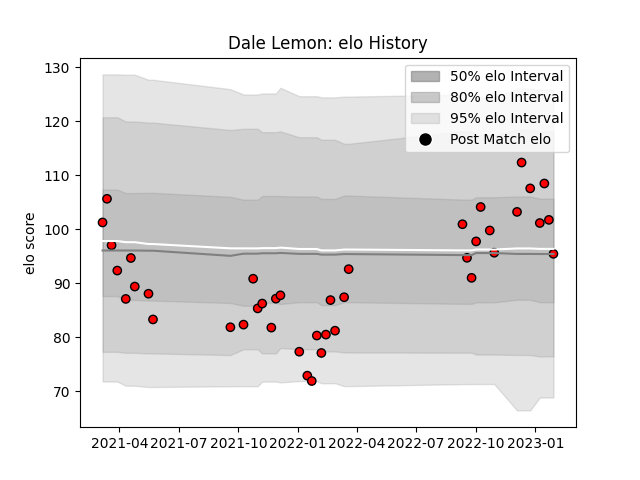 Dale Lemon: elo History
130
120
110
100
90
80
70
elo score
50% elo Interval
80% elo Interval
95% elo Interval
Post Match elo
2021-04 2021-07 2021-10 2022-01 2022-04 2022-07 2022-10 2023-01